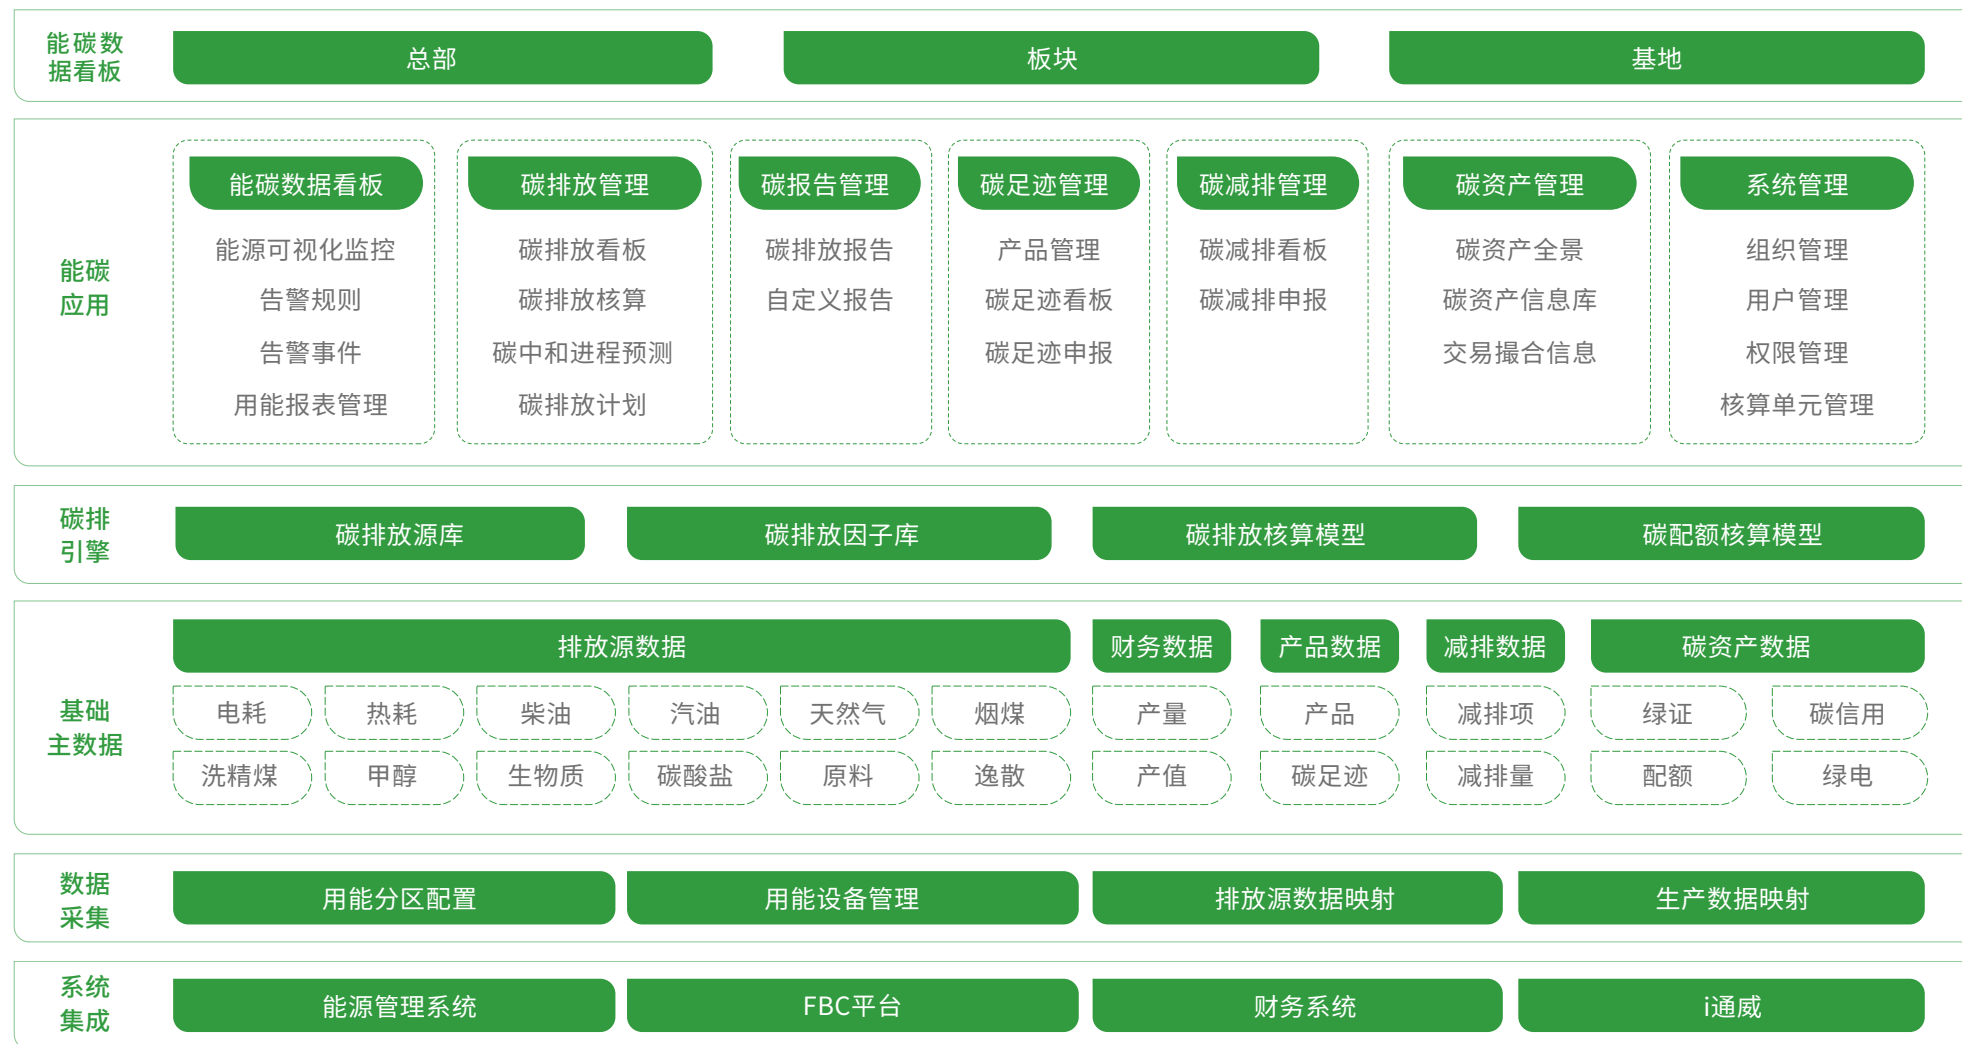 能碳数
据看板
总部
板块
基地
能碳
应用
能碳数据看板
能源可视化监控
告警规则
告警事件
用能报表管理
碳排放管理
碳排放看板
碳排放核算
碳中和进程预测
碳排放计划
碳报告管理
碳排放报告
自定义报告
碳足迹管理
产品管理
碳足迹看板
碳足迹申报
碳减排管理
碳减排看板
碳减排申报
碳资产管理
碳资产全景
碳资产信息库
交易撮合信息
系统管理
组织管理
用户管理
权限管理
核算单元管理
碳排
引擎
碳排放源库
碳排放因子库
碳排放核算模型
碳配额核算模型
基础
主数据
排放源数据
电耗
热耗
柴油
汽油
天然气
烟煤
洗精煤
甲醇
生物质
碳酸盐
原料
逸散
财务数据
产量
产值
产品数据
产品
碳足迹
减排数据
减排项
减排量
碳资产数据
绿证
碳信用
配额
绿电
数据
采集
用能分区配置
用能设备管理
排放源数据映射
生产数据映射
系统
集成
能源管理系统
FBC平台
财务系统
i通威